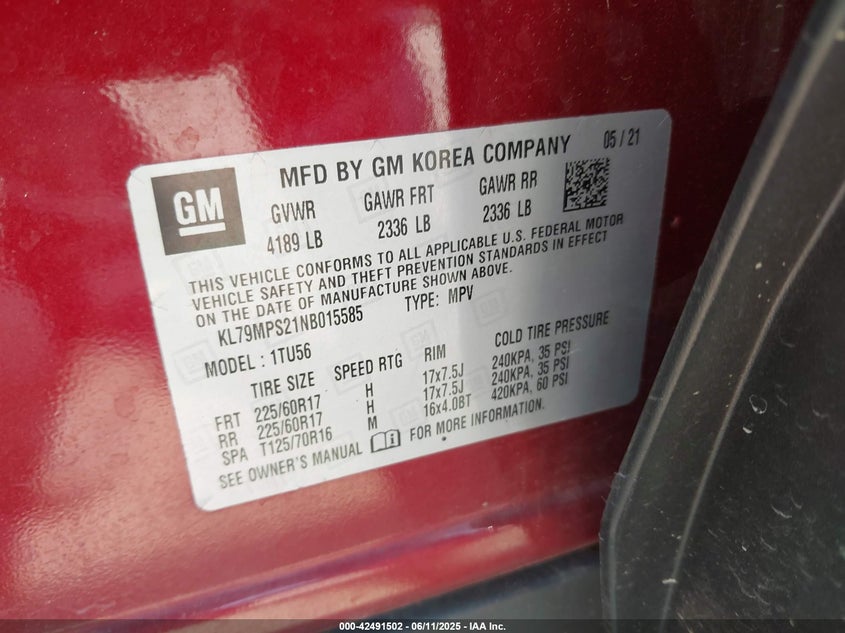 GM
MFD BY GM KOREA COMPANY 05 / 21
GVWR GAWR FRT GAWR RR
4189 LB 2336 LB 2336 LB
THIS VEHICLE CONFORMS TO ALL APPLICABLE U.S. FEDERAL MOTOR
VEHICLE SAFETY AND THEFT PREVENTION STANDARDS IN EFFECT
ON THE DATE OF MANUFACTURE SHOWN ABOVE.
KL79MPS21NB015585 TYPE: MPV
MODEL : 1TU56
TIRE SIZE SPEED RTG RIM COLD TIRE PRESSURE
FRT 225/60R17 H 17x7.5J 240KPA, 35 PSI
RR 225/60R17 H 17x7.5J 240KPA, 35 PSI
SPA T125/70R16 M 16x4.0BT 420KPA, 60 PSI
SEE OWNER'S MANUAL FOR MORE INFORMATION.
000-42491502 - 06/11/2025 - IAA Inc.